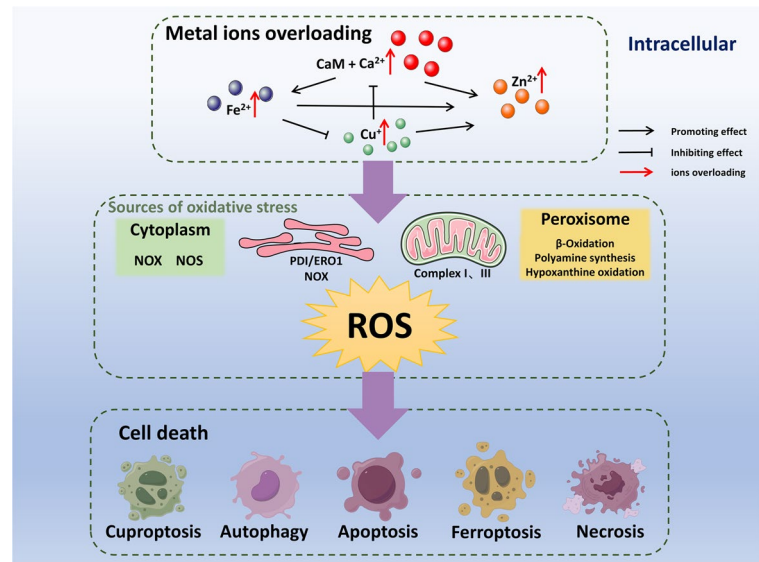 Metal ions overloading
Intracellular
CaM + Ca²⁺
Fe²⁺
Zn²⁺
Cu⁺
Promoting effect
Inhibiting effect
ions overloading
Sources of oxidative stress
Cytoplasm
NOX NOS
PDI/ERO1
NOX
Complex I、III
Peroxisome
β-Oxidation
Polyamine synthesis
Hypoxanthine oxidation
ROS
Cell death
Cuproptosis
Autophagy
Apoptosis
Ferroptosis
Necrosis